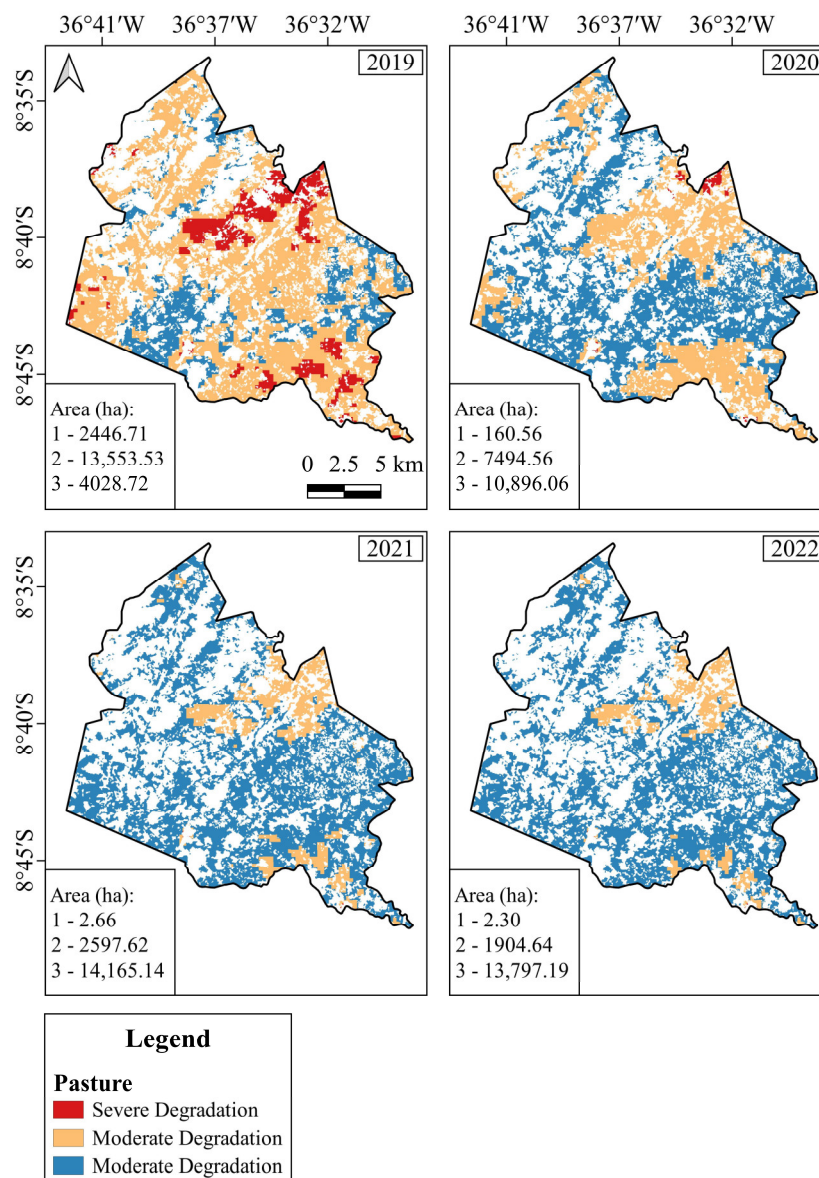 36°41′W 36°37′W 36°32′W 36°41′W 36°37′W 36°32′W
2019
2020
8°35′S
8°40′S
8°45′S
Area (ha):
1 - 2446.71
2 - 13,553.53
3 - 4028.72
0 2.5 5 km
Area (ha):
1 - 160.56
2 - 7494.56
3 - 10,896.06
2021
2022
8°35′S
8°40′S
8°45′S
Area (ha):
1 - 2.66
2 - 2597.62
3 - 14,165.14
Area (ha):
1 - 2.30
2 - 1904.64
3 - 13,797.19
Legend
Pasture
Severe Degradation
Moderate Degradation
Moderate Degradation